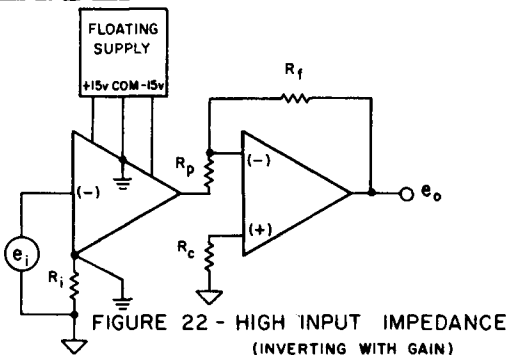 FLOATING
SUPPLY
+15v COM -15v
Rf
Rp
(-)
(-)
eo
ei
Ri
Rc
(+)
FIGURE 22 - HIGH INPUT IMPEDANCE
(INVERTING WITH GAIN)